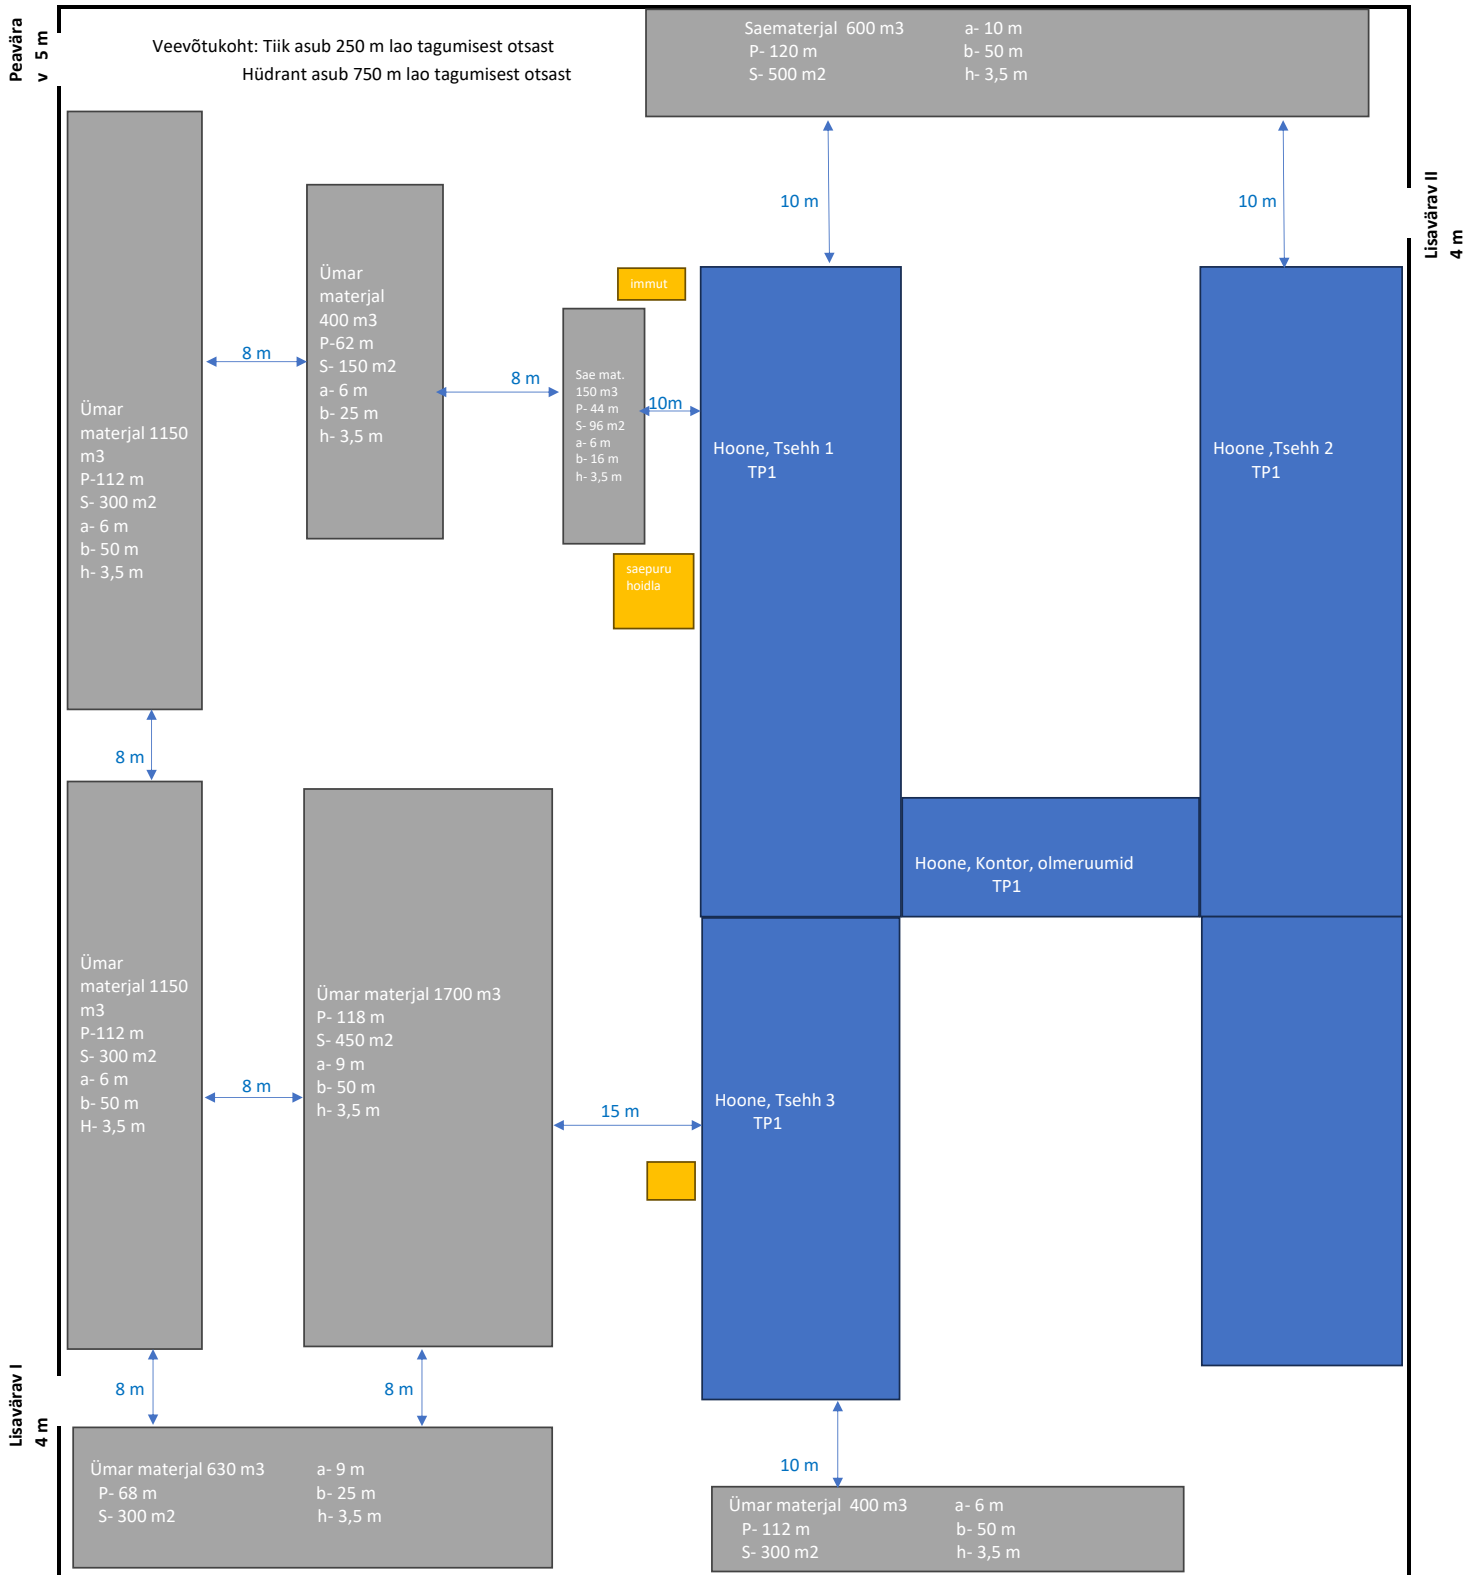 Peavära
v 5 m
Veevõtukoht: Tiik asub 250 m lao tagumisest otsast
Hüdrant asub 750 m lao tagumisest otsast
Saematerjal 600 m3 a- 10 m
P- 120 m b- 50 m
S- 500 m2 h- 3,5 m
10 m
10 m
Lisavärav II
4 m
immut
Ümar
materjal
400 m3
P-62 m
S- 150 m2
a- 6 m
b- 25 m
h- 3,5 m
8 m
8 m
Sae mat.
150 m3
P- 44 m
S- 96 m2
a- 6 m
b- 16 m
h- 3,5 m
10m
Ümar
materjal 1150
m3
P-112 m
S- 300 m2
a- 6 m
b- 50 m
h- 3,5 m
Hoone, Tsehh 1
TP1
Hoone ,Tsehh 2
TP1
saepuru
hoidla
8 m
Hoone, Kontor, olmeruumid
TP1
Ümar
materjal 1150
m3
P-112 m
S- 300 m2
a- 6 m
b- 50 m
H- 3,5 m
8 m
Ümar materjal 1700 m3
P- 118 m
S- 450 m2
a- 9 m
b- 50 m
h- 3,5 m
15 m
Hoone, Tsehh 3
TP1
Lisavärav I
4 m
8 m
8 m
10 m
Ümar materjal 630 m3 a- 9 m
P- 68 m b- 25 m
S- 300 m2 h- 3,5 m
Ümar materjal 400 m3 a- 6 m
P- 112 m b- 50 m
S- 300 m2 h- 3,5 m